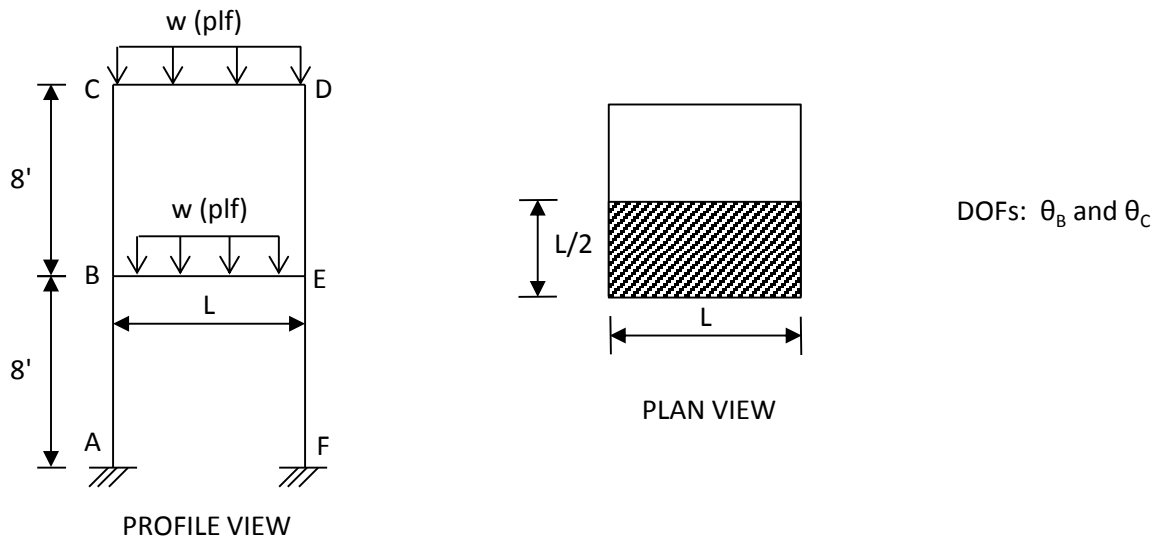 w (plf)
C
D
8'
w (plf)
B
E
L
8'
A
F
PROFILE VIEW
L/2
L
PLAN VIEW
DOFs: θB and θC